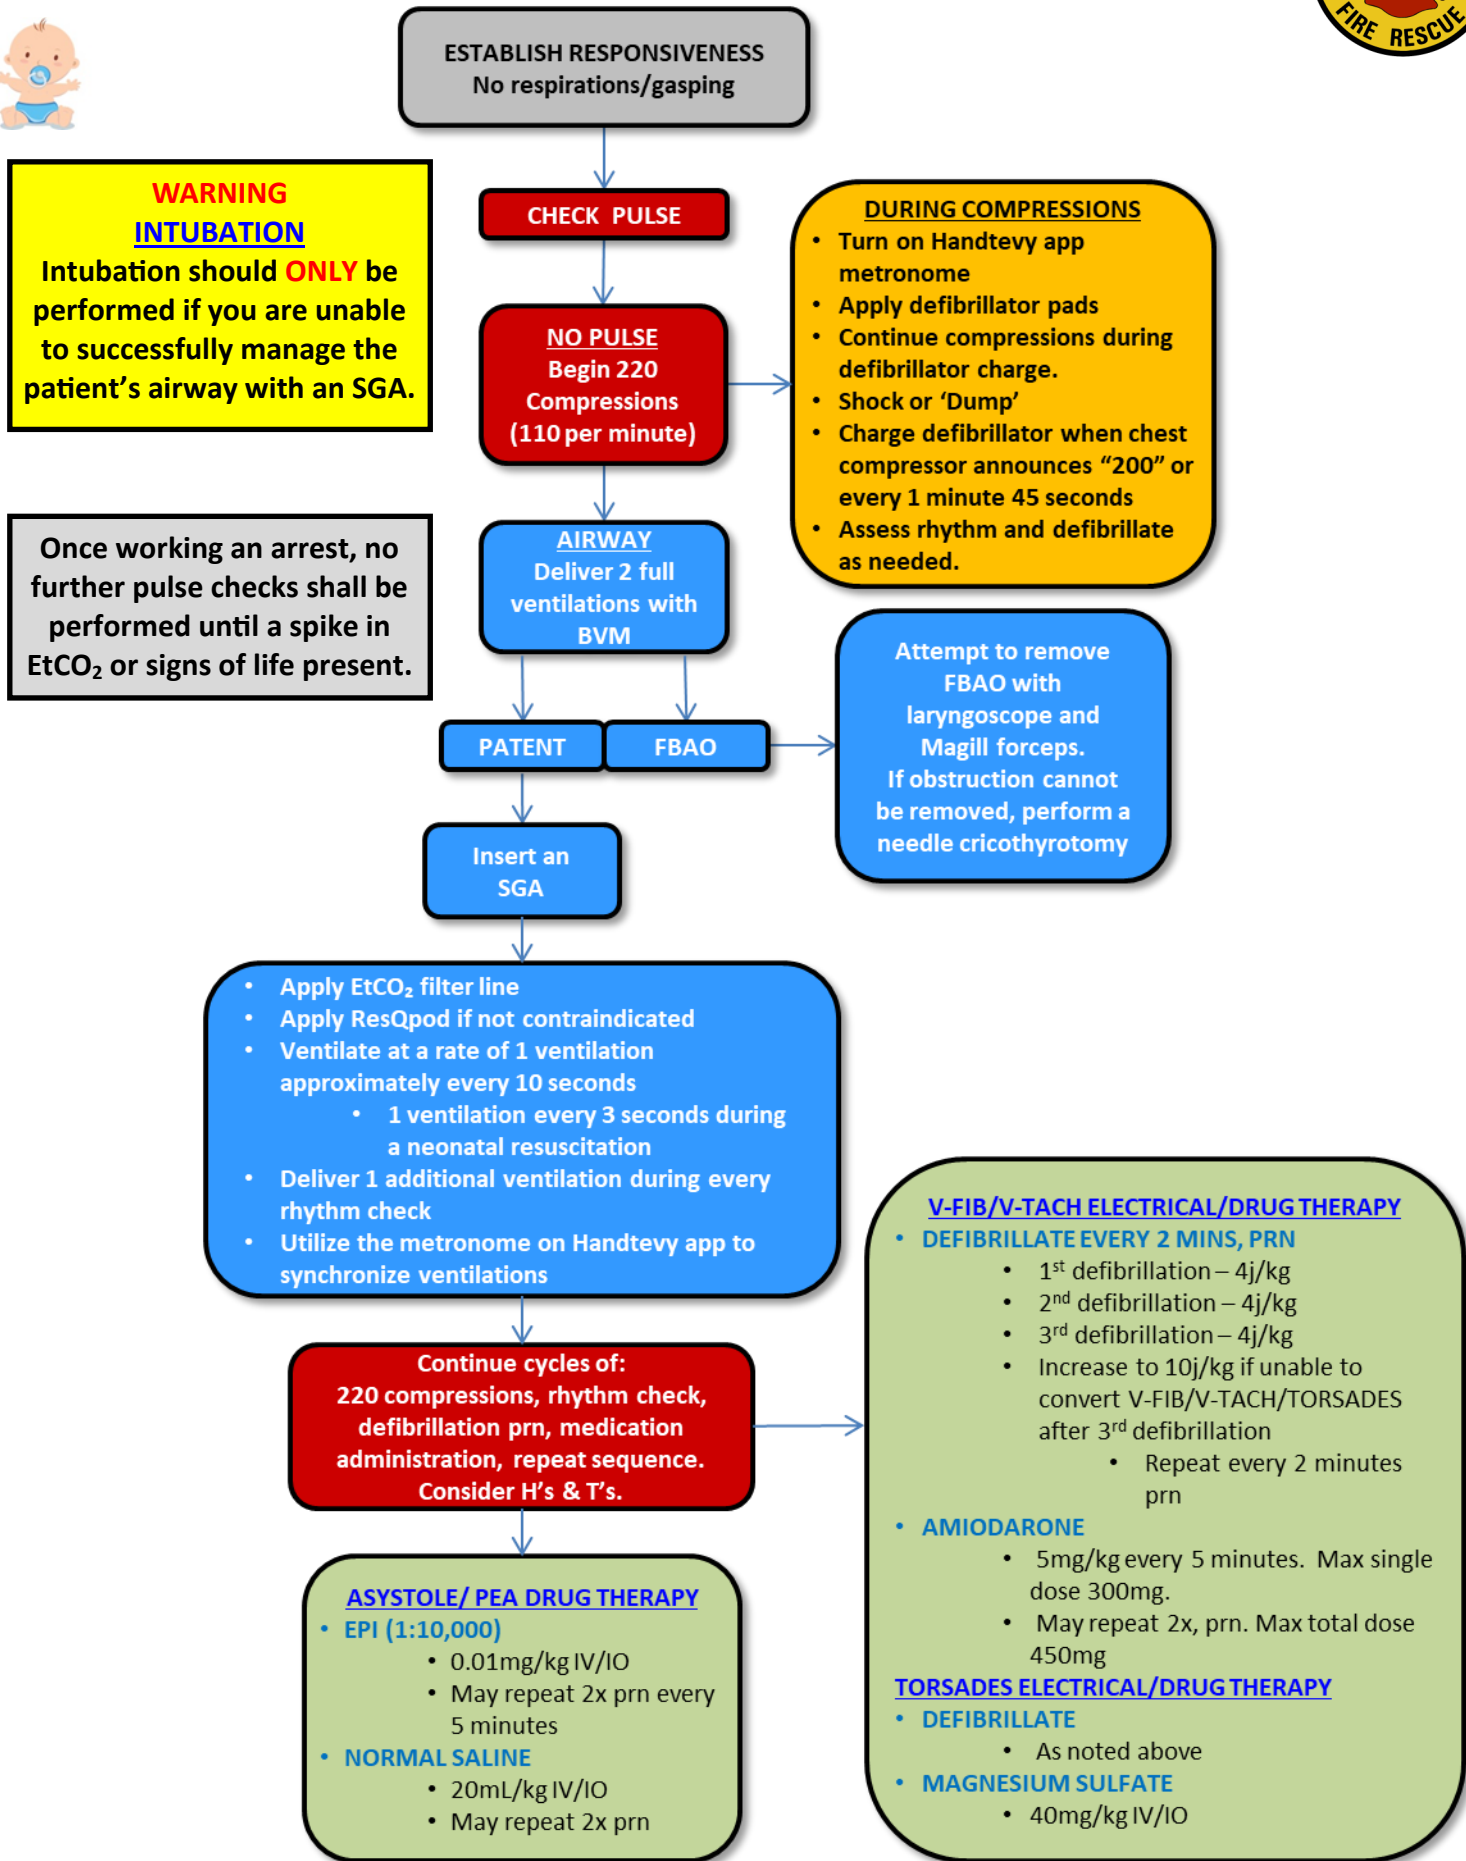 FIRE RESCUE
ESTABLISH RESPONSIVENESS
No respirations/gasping
WARNING
INTUBATION
Intubation should ONLY be
performed if you are unable
to successfully manage the
patient's airway with an SGA.
CHECK PULSE
NO PULSE
Begin 220
Compressions
(110 per minute)
DURING COMPRESSIONS
• Turn on Handtevy app
metronome
• Apply defibrillator pads
• Continue compressions during
defibrillator charge.
• Shock or ‘Dump’
• Charge defibrillator when chest
compressor announces “200” or
every 1 minute 45 seconds
• Assess rhythm and defibrillate
as needed.
Once working an arrest, no
further pulse checks shall be
performed until a spike in
EtCO₂ or signs of life present.
AIRWAY
Deliver 2 full
ventilations with
BVM
PATENT
FBAO
Attempt to remove
FBAO with
laryngoscope and
Magill forceps.
If obstruction cannot
be removed, perform a
needle cricothyrotomy
Insert an
SGA
• Apply EtCO₂ filter line
• Apply ResQpod if not contraindicated
• Ventilate at a rate of 1 ventilation
approximately every 10 seconds
• 1 ventilation every 3 seconds during
a neonatal resuscitation
• Deliver 1 additional ventilation during every
rhythm check
• Utilize the metronome on Handtevy app to
synchronize ventilations
Continue cycles of:
220 compressions, rhythm check,
defibrillation prn, medication
administration, repeat sequence.
Consider H's & T's.
V-FIB/V-TACH ELECTRICAL/DRUG THERAPY
• DEFIBRILLATE EVERY 2 MINS, PRN
• 1st defibrillation – 4j/kg
• 2nd defibrillation – 4j/kg
• 3rd defibrillation – 4j/kg
• Increase to 10j/kg if unable to
convert V-FIB/V-TACH/TORSADES
after 3rd defibrillation
• Repeat every 2 minutes
prn
• AMIODARONE
• 5mg/kg every 5 minutes. Max single
dose 300mg.
• May repeat 2x, prn. Max total dose
450mg
TORSADES ELECTRICAL/DRUG THERAPY
• DEFIBRILLATE
• As noted above
• MAGNESIUM SULFATE
• 40mg/kg IV/IO
ASYSTOLE/ PEA DRUG THERAPY
• EPI (1:10,000)
• 0.01mg/kg IV/IO
• May repeat 2x prn every
5 minutes
• NORMAL SALINE
• 20mL/kg IV/IO
• May repeat 2x prn